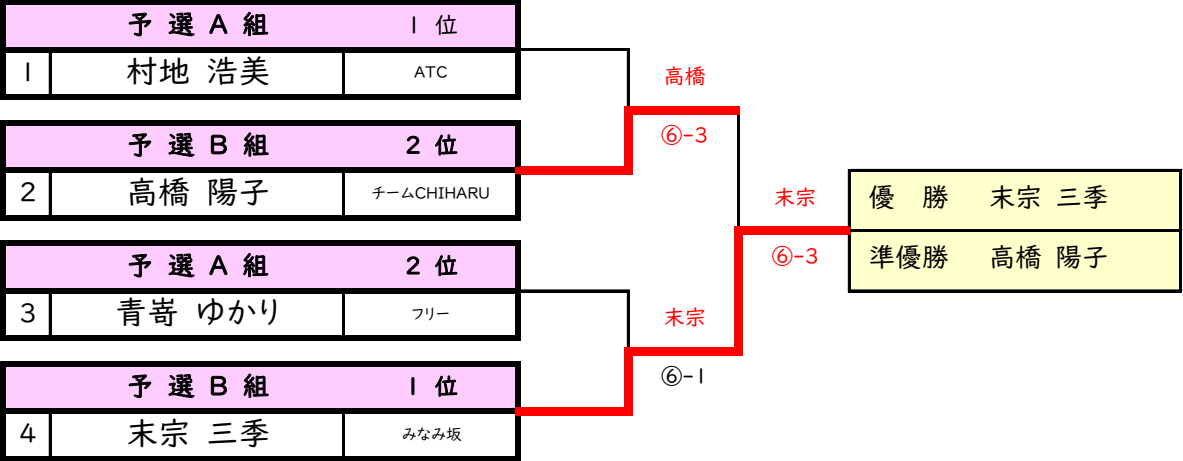 予選A組 1位
1 村地 浩美 ATC
高橋
⑥-3
予選B組 2位
2 高橋 陽子 チームCHIHARU
末宗
⑥-3
優 勝 末宗 三季
準優勝 高橋 陽子
予選A組 2位
3 青嵜 ゆかり フリー
末宗
⑥-1
予選B組 1位
4 末宗 三季 みなみ坂